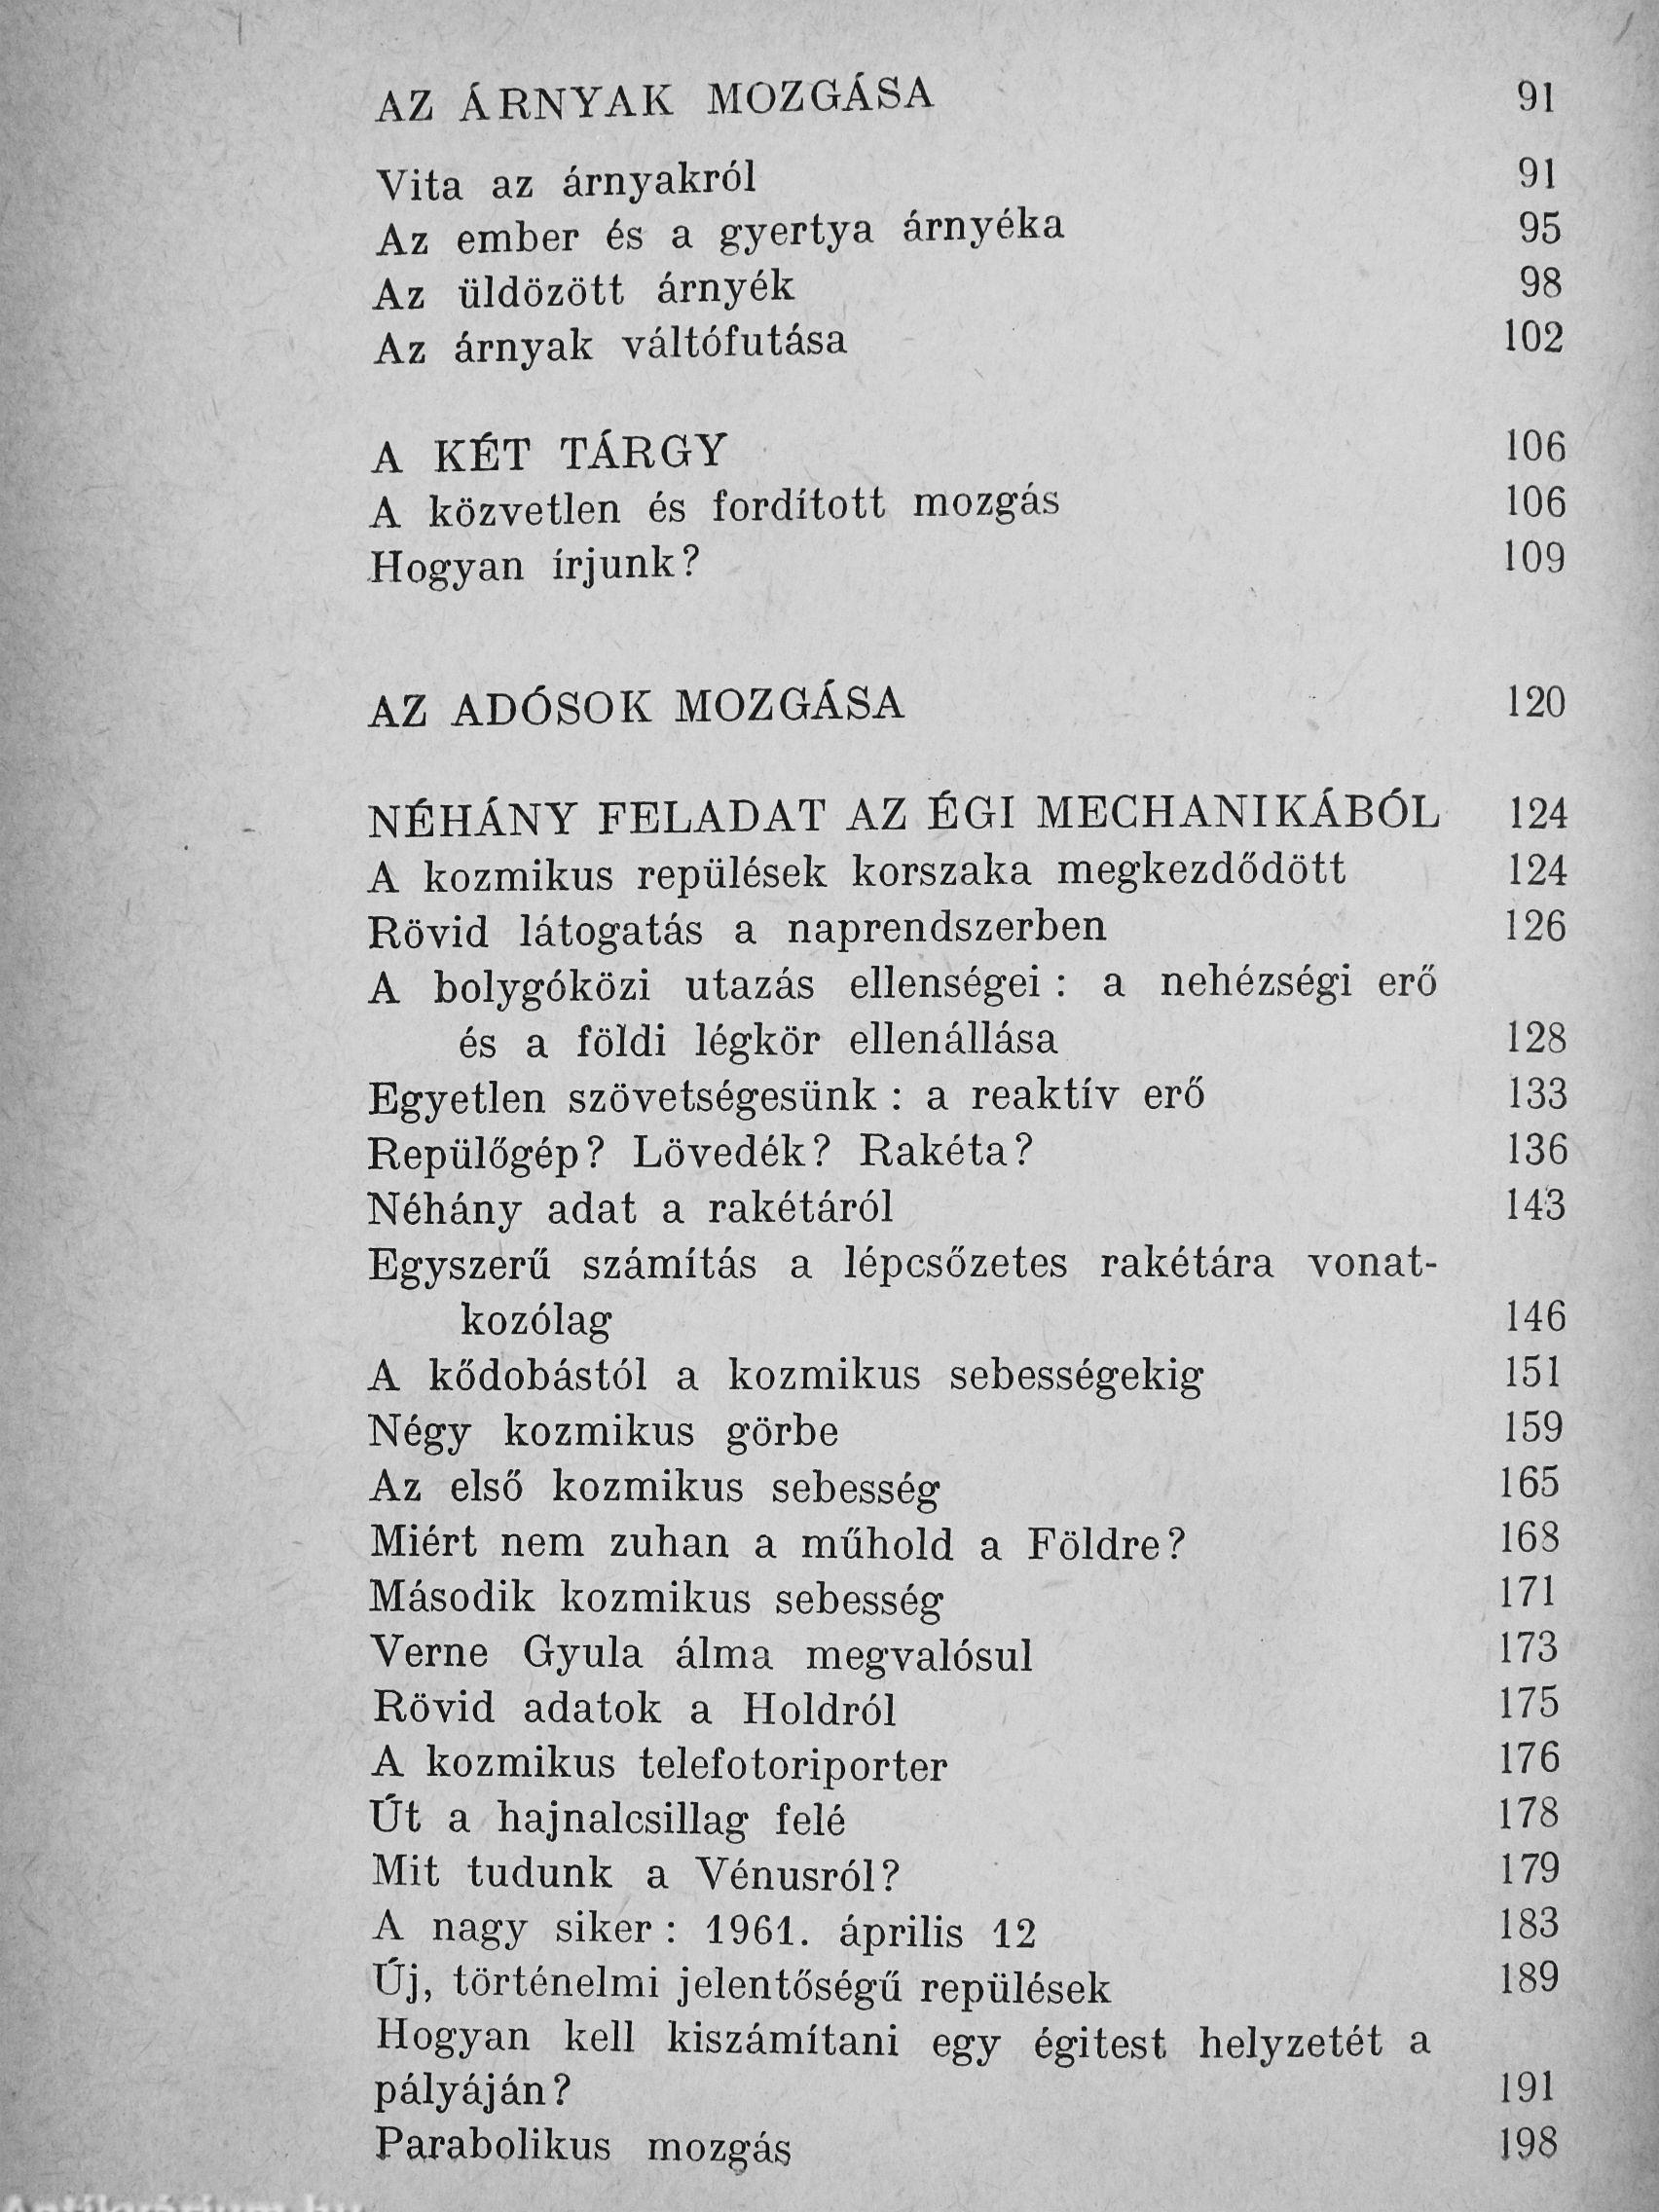 AZ ÁRNYAK MOZGÁSA 91
Vita az árnyakról 91
Az ember és a gyertya árnyéka 95
Az üldözött árnyék 98
Az árnyak váltófutása 102
A KÉT TÁRGY 106
A közvetlen és fordított mozgás 106
Hogyan írjunk? 109
AZ ADÓSOK MOZGÁSA 120
NÉHÁNY FELADAT AZ ÉGI MECHANIKÁBÓL 124
A kozmikus repülések korszaka megkezdődött 124
Rövid látogatás a naprendszerben 126
A bolygóközi utazás ellenségei : a nehézségi erő
és a földi légkör ellenállása 128
Egyetlen szövetségesünk : a reaktív erő 133
Repülőgép? Lövedék? Rakéta? 136
Néhány adat a rakétáról 143
Egyszerű számítás a lépcsőzetes rakétára vonat-
kozólag 146
A kődobástól a kozmikus sebességekig 151
Négy kozmikus görbe 159
Az első kozmikus sebesség 165
Miért nem zuhan a műhold a Földre? 168
Második kozmikus sebesség 171
Verne Gyula álma megvalósul 173
Rövid adatok a Holdról 175
A kozmikus telefotoriporter 176
Út a hajnalcsillag felé 178
Mit tudunk a Vénusról? 179
A nagy siker : 1961. április 12 183
Új, történelmi jelentőségű repülések 189
Hogyan kell kiszámítani egy égitest helyzetét a
pályáján? 191
Parabolikus mozgás 198
Antikvárium.hu